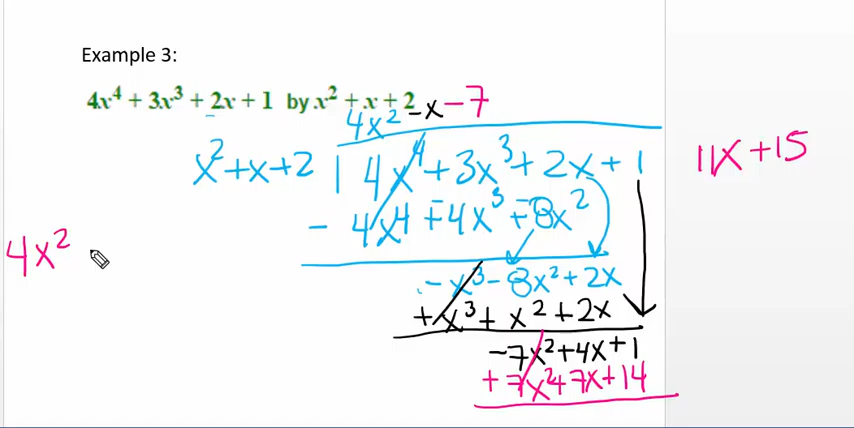 Example 3:
4x⁴ + 3x³ + 2x + 1 by x² + x + 2
4x² - x - 7
x² + x + 2 | 4x⁴ + 3x³ + 2x + 1
11x + 15
- 4x⁴ + 4x³ + 8x²
4x²
- x³ - 8x² + 2x
+ x³ + x² + 2x
- 7x² + 4x + 1
+ 7x² + 7x + 14